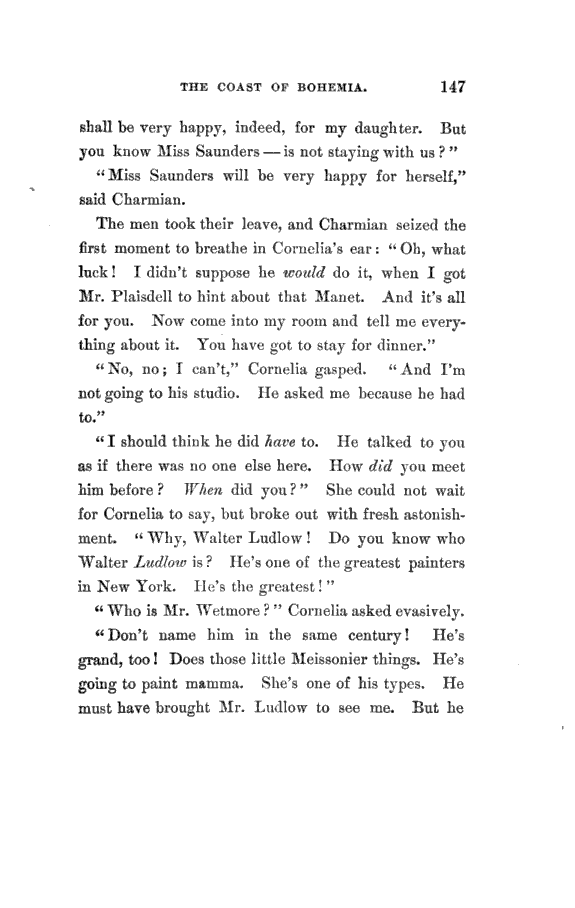 THE COAST OF BOHEMIA. 147
shall be very happy, indeed, for my daughter. But
you know Miss Saunders — is not staying with us?"
"Miss Saunders will be very happy for herself,"
said Charmian.
The men took their leave, and Charmian seized the
first moment to breathe in Cornelia's ear: "Oh, what
luck! I didn't suppose he would do it, when I got
Mr. Plaisdell to hint about that Manet. And it's all
for you. Now come into my room and tell me every-
thing about it. You have got to stay for dinner."
"No, no; I can't," Cornelia gasped. "And I'm
not going to his studio. He asked me because he had
to."
"I should think he did have to. He talked to you
as if there was no one else here. How did you meet
him before? When did you?" She could not wait
for Cornelia to say, but broke out with fresh astonish-
ment. "Why, Walter Ludlow! Do you know who
Walter Ludlow is? He's one of the greatest painters
in New York. He's the greatest!"
"Who is Mr. Wetmore?" Cornelia asked evasively.
"Don't name him in the same century! He's
grand, too! Does those little Meissonier things. He's
going to paint mamma. She's one of his types. He
must have brought Mr. Ludlow to see me. But he